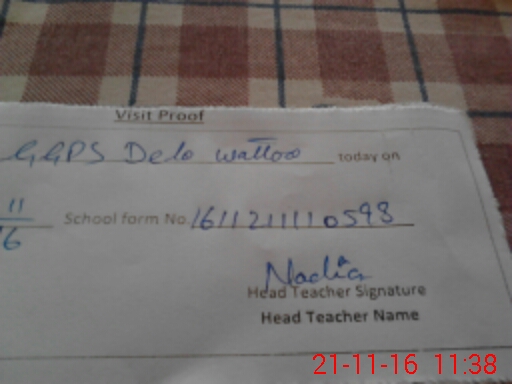 Visit Proof
GGPS Delo wattoo today on
11
16 School form No. 16112111110598
Nadia
Head Teacher Signature
Head Teacher Name
21-11-16 11:38